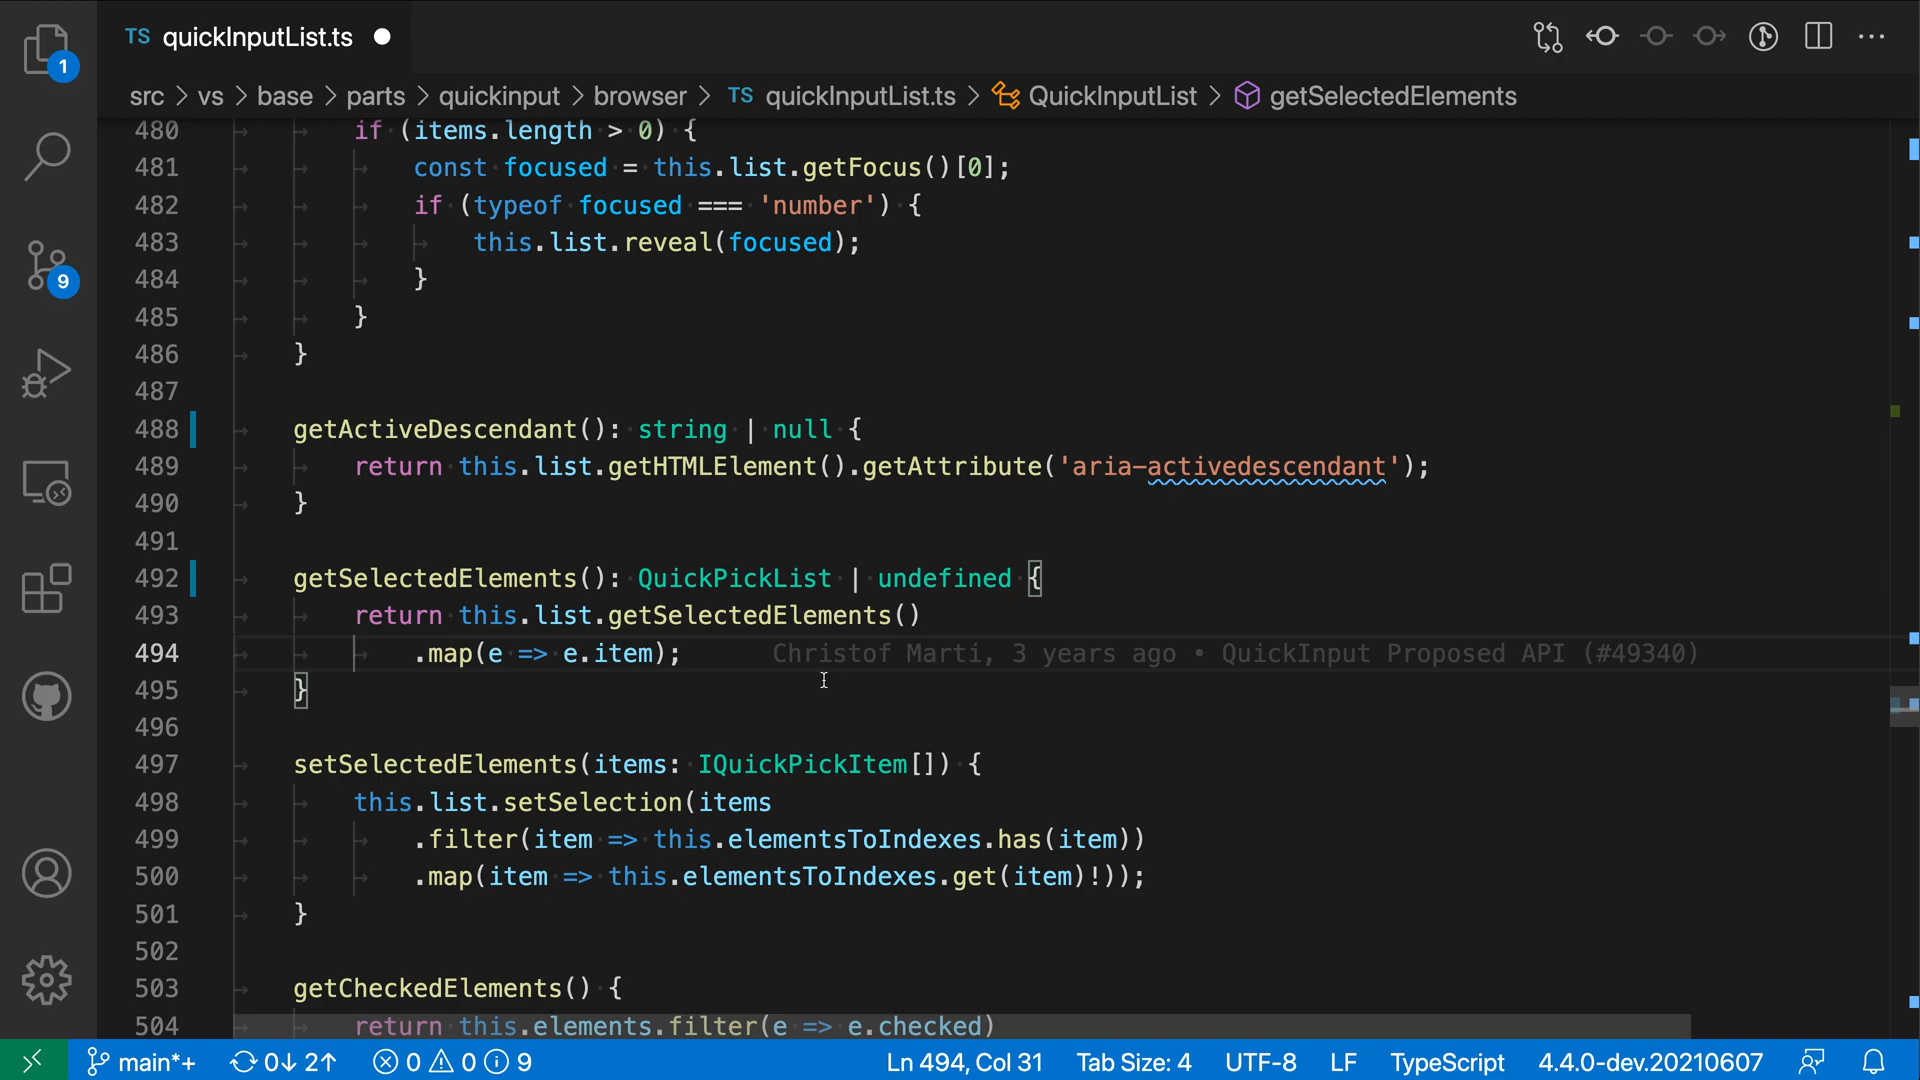 TS quickInputList.ts
1
src > vs > base > parts > quickinput > browser > TS quickInputList.ts > QuickInputList > getSelectedElements
480 if (items.length > 0) {
481 const focused = this.list.getFocus()[0];
482 if (typeof focused === 'number') {
483 this.list.reveal(focused);
484 }
485 }
486 }
487
488 getActiveDescendant(): string | null {
489 return this.list.getHTMLElement().getAttribute('aria-activedescendant');
490 }
491
492 getSelectedElements(): QuickPickList | undefined {
493 return this.list.getSelectedElements()
494 .map(e => e.item); Christof Marti, 3 years ago • QuickInput Proposed API (#49340)
495 }
496
497 setSelectedElements(items: IQuickPickItem[]) {
498 this.list.setSelection(items
499 .filter(item => this.elementsToIndexes.has(item))
500 .map(item => this.elementsToIndexes.get(item)!));
501 }
502
503 getCheckedElements() {
504 return this.elements.filter(e => e.checked)
9
main*+ 0↓ 2↑ 0 0 9 Ln 494, Col 31 Tab Size: 4 UTF-8 LF TypeScript 4.4.0-dev.20210607